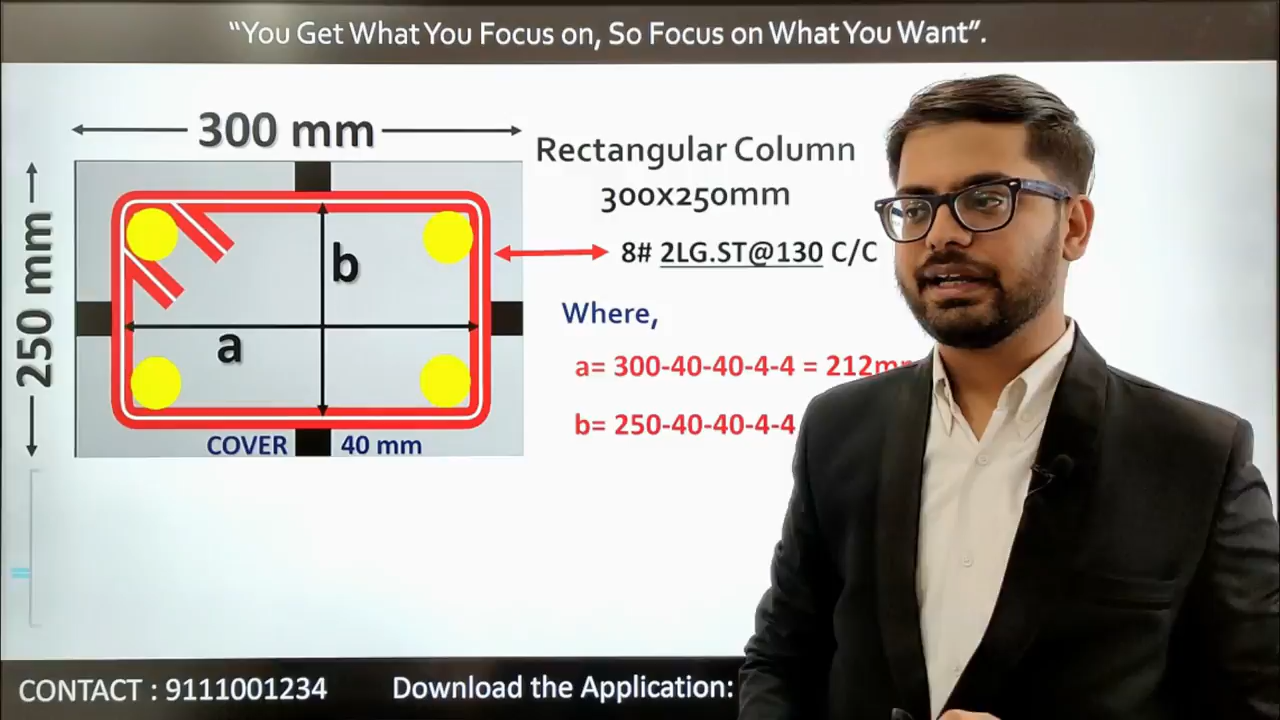 “You Get What You Focus on, So Focus on What You Want”.
300 mm
250 mm
Rectangular Column
300x250mm
8# 2LG.ST@130 C/C
b
a
Where,
a= 300-40-40-4-4 = 212mm
b= 250-40-40-4-4
COVER 40 mm
CONTACT : 9111001234
Download the Application: